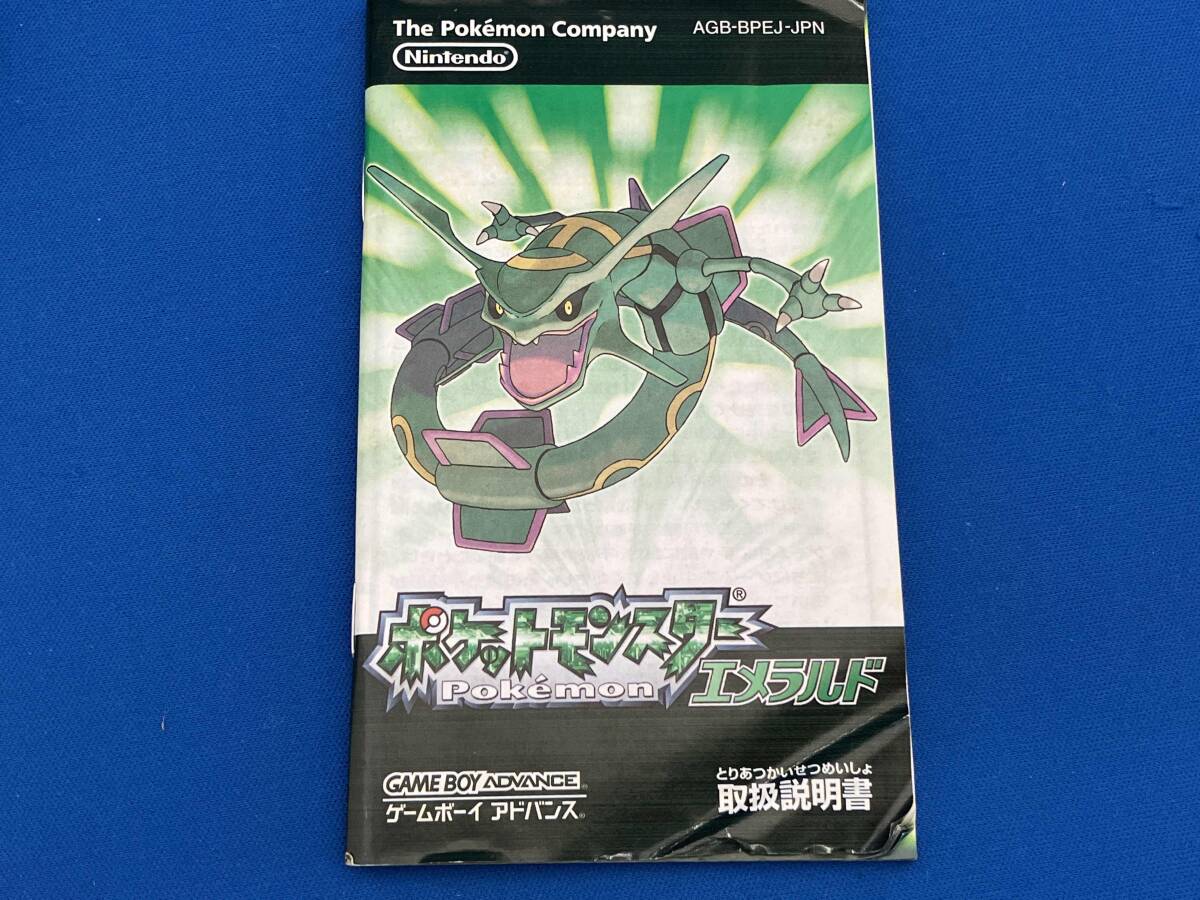 The Pokémon Company AGB-BPEJ-JPN
Nintendo
ポケットモンスター®
Pokémon エメラルド
GAME BOY ADVANCE
ゲームボーイ アドバンス
とりあつかいせつめいしょ
取扱説明書